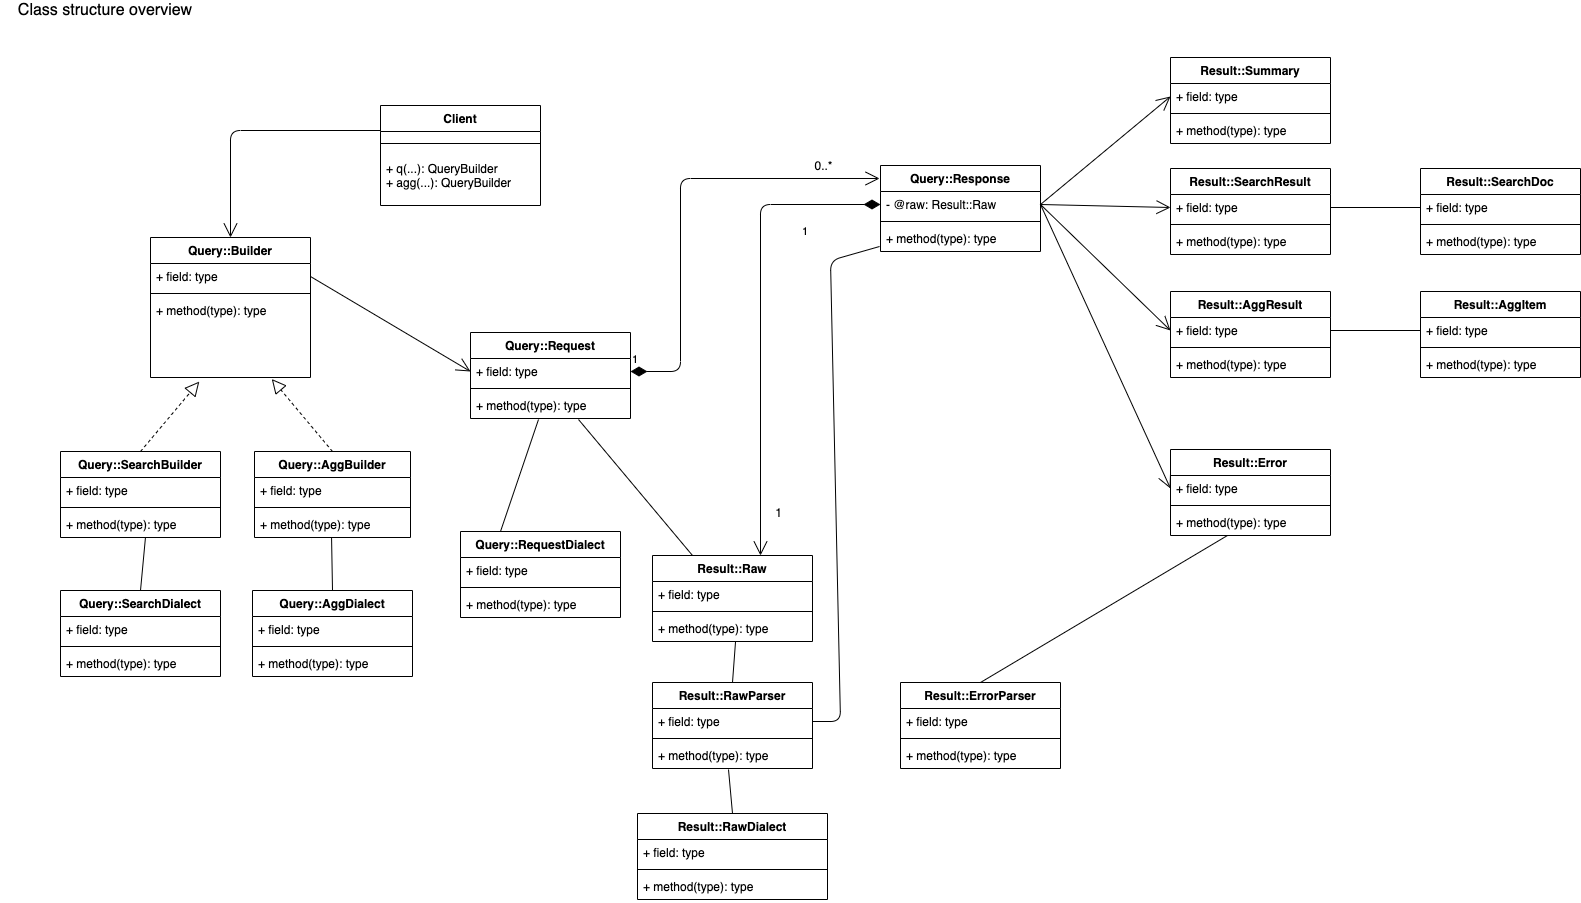 Class structure overview
Client
+ q(...): QueryBuilder
+ agg(...): QueryBuilder
Query::Builder
+ field: type
+ method(type): type
Query::SearchBuilder
+ field: type
+ method(type): type
Query::AggBuilder
+ field: type
+ method(type): type
Query::SearchDialect
+ field: type
+ method(type): type
Query::AggDialect
+ field: type
+ method(type): type
Query::Request
+ field: type
+ method(type): type
1
0..*
Query::RequestDialect
+ field: type
+ method(type): type
Query::Response
- @raw: Result::Raw
+ method(type): type
1
1
Result::Raw
+ field: type
+ method(type): type
Result::RawParser
+ field: type
+ method(type): type
Result::RawDialect
+ field: type
+ method(type): type
Result::Summary
+ field: type
+ method(type): type
Result::SearchResult
+ field: type
+ method(type): type
Result::SearchDoc
+ field: type
+ method(type): type
Result::AggResult
+ field: type
+ method(type): type
Result::AggItem
+ field: type
+ method(type): type
Result::Error
+ field: type
+ method(type): type
Result::ErrorParser
+ field: type
+ method(type): type